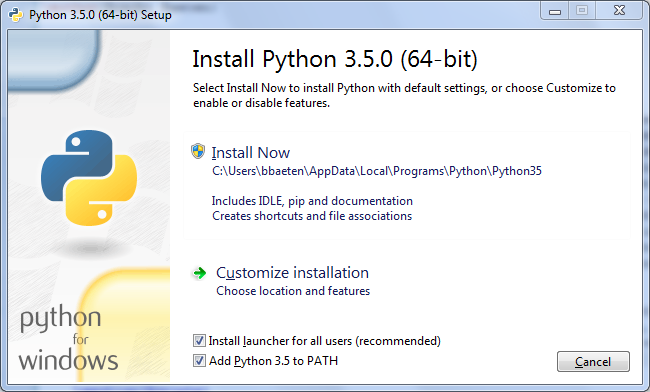 Python 3.5.0 (64-bit) Setup
Install Python 3.5.0 (64-bit)
Select Install Now to install Python with default settings, or choose Customize to
enable or disable features.
Install Now
C:\Users\bbaeten\AppData\Local\Programs\Python\Python35
Includes IDLE, pip and documentation
Creates shortcuts and file associations
Customize installation
Choose location and features
Install launcher for all users (recommended)
Add Python 3.5 to PATH
Cancel
python
for
windows